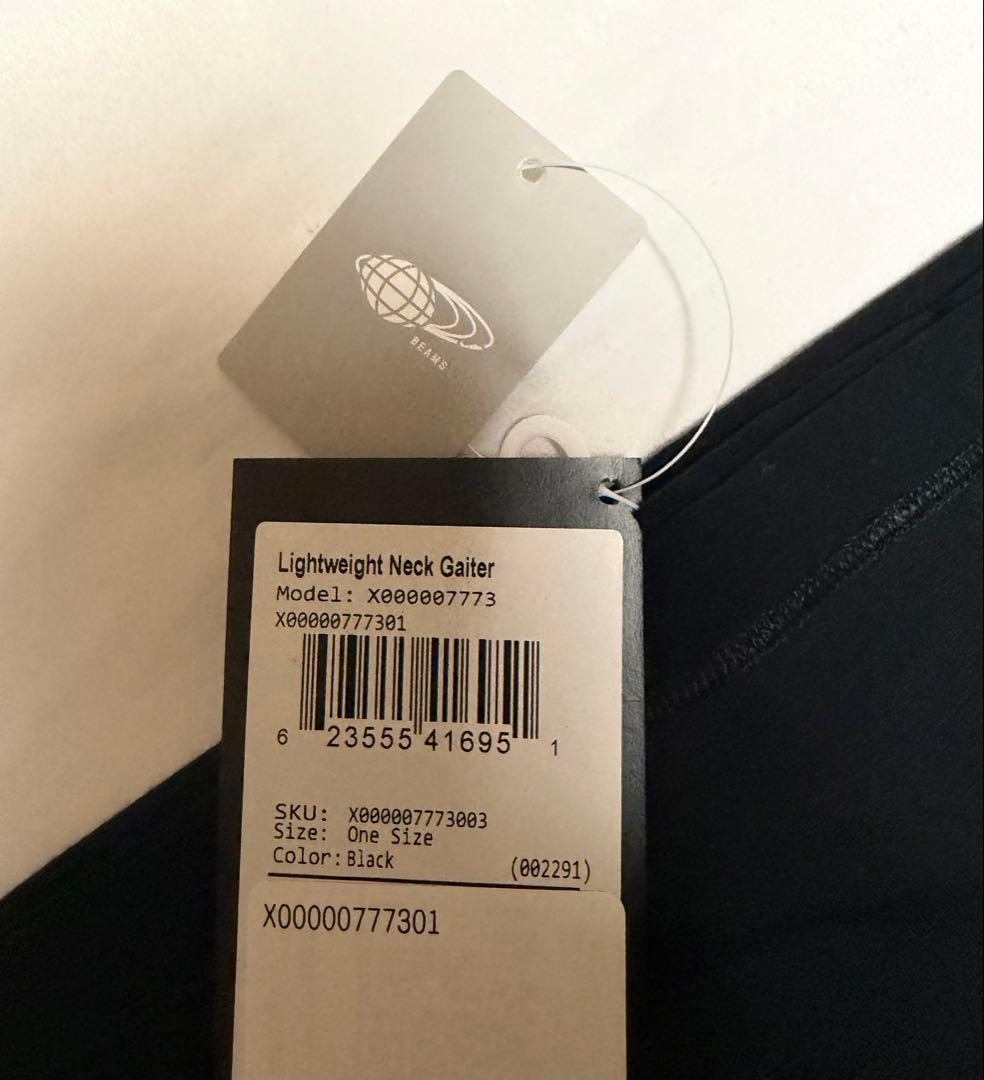 BEAMS
Lightweight Neck Gaiter
Model: X000007773
X00000777301
6 23555 41695 1
SKU: X000007773003
Size: One Size
Color: Black (002291)
X00000777301